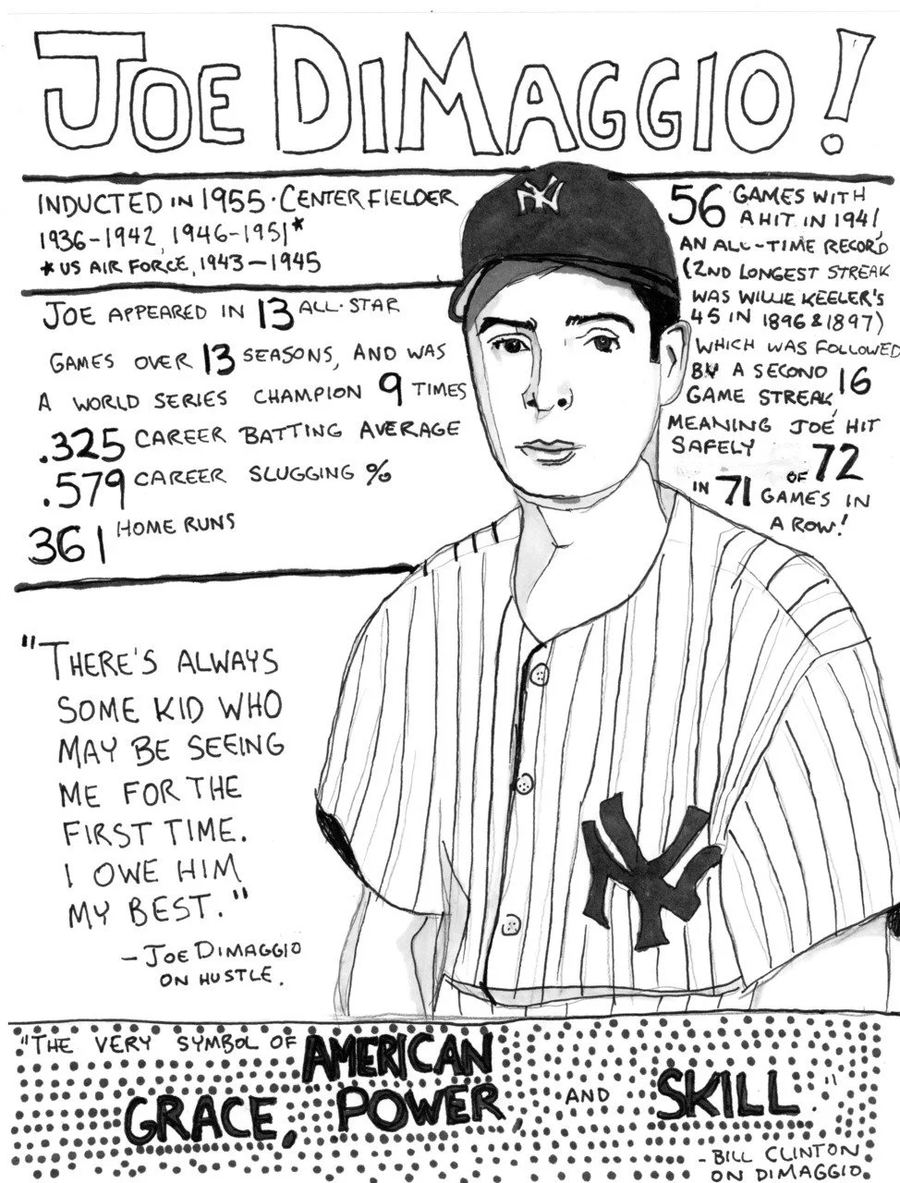 JOE DIMAGGIO!
INDUCTED IN 1955 · CENTER FIELDER
1936-1942, 1946-1951*
* US AIR FORCE, 1943-1945
JOE APPEARED IN 13 ALL-STAR
GAMES OVER 13 SEASONS, AND WAS
A WORLD SERIES CHAMPION 9 TIMES
.325 CAREER BATTING AVERAGE
.579 CAREER SLUGGING %
361 HOME RUNS
NY
56 GAMES WITH
A HIT IN 1941
AN ALL-TIME RECORD
(2ND LONGEST STREAK
WAS WILLIE KEELER'S
45 IN 1896 & 1897)
WHICH WAS FOLLOWED
BY A SECOND 16
GAME STREAK,
MEANING JOE HIT
SAFELY
IN 71 OF 72
GAMES IN
A ROW!
"THERE'S ALWAYS
SOME KID WHO
MAY BE SEEING
ME FOR THE
FIRST TIME.
I OWE HIM
MY BEST."
- JOE DIMAGGIO
ON HUSTLE.
NY
"THE VERY SYMBOL OF AMERICAN
GRACE, POWER, AND SKILL."
- BILL CLINTON
ON DIMAGGIO.